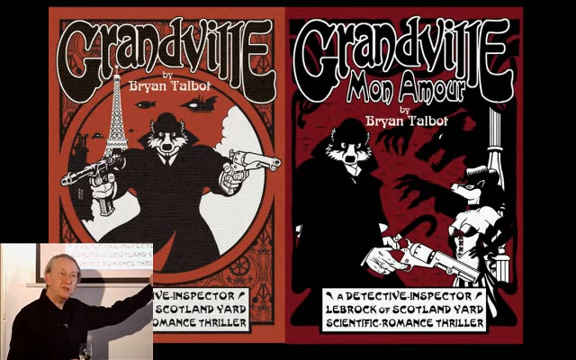 Grandville
by
Bryan Talbot
VE-INSPECTOR
SCOTLAND YARD
ROMANCE THRILLER
Grandville
Mon Amour
by
Bryan Talbot
A DETECTIVE-INSPECTOR
LEBROCK OF SCOTLAND YARD
SCIENTIFIC-ROMANCE THRILLER